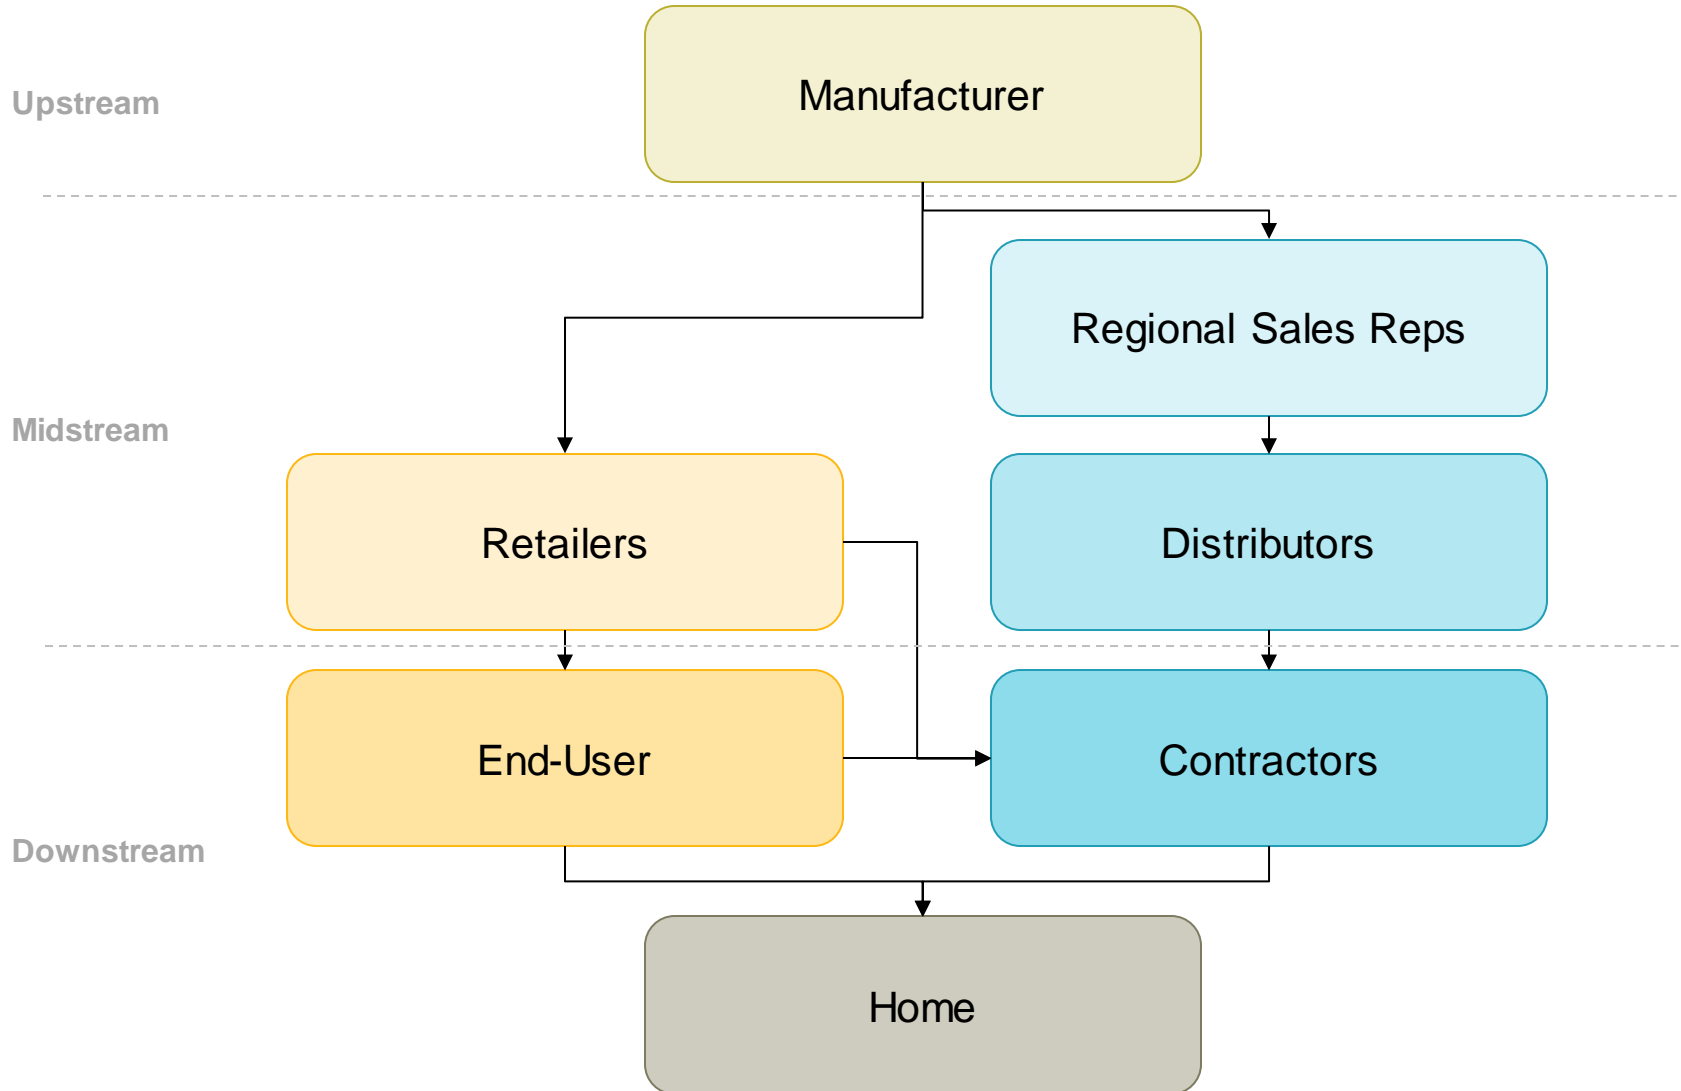 Manufacturer
Upstream
Regional Sales Reps
Midstream
Retailers
Distributors
End-User
Contractors
Downstream
Home